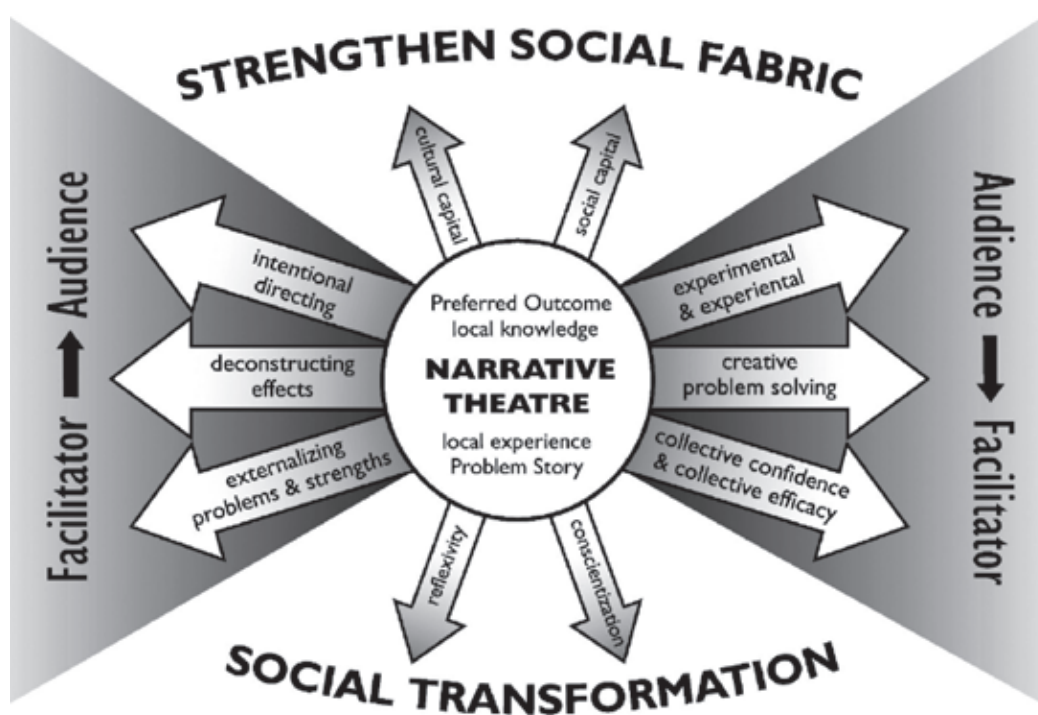 STRENGTHEN SOCIAL FABRIC
cultural capital
social capital
Facilitator → Audience
intentional
directing
deconstructing
effects
externalizing
problems & strengths
Preferred Outcome
local knowledge
NARRATIVE
THEATRE
local experience
Problem Story
experimental
& experiential
creative
problem solving
collective confidence
& collective efficacy
Audience → Facilitator
reflexivity
conscientization
SOCIAL TRANSFORMATION